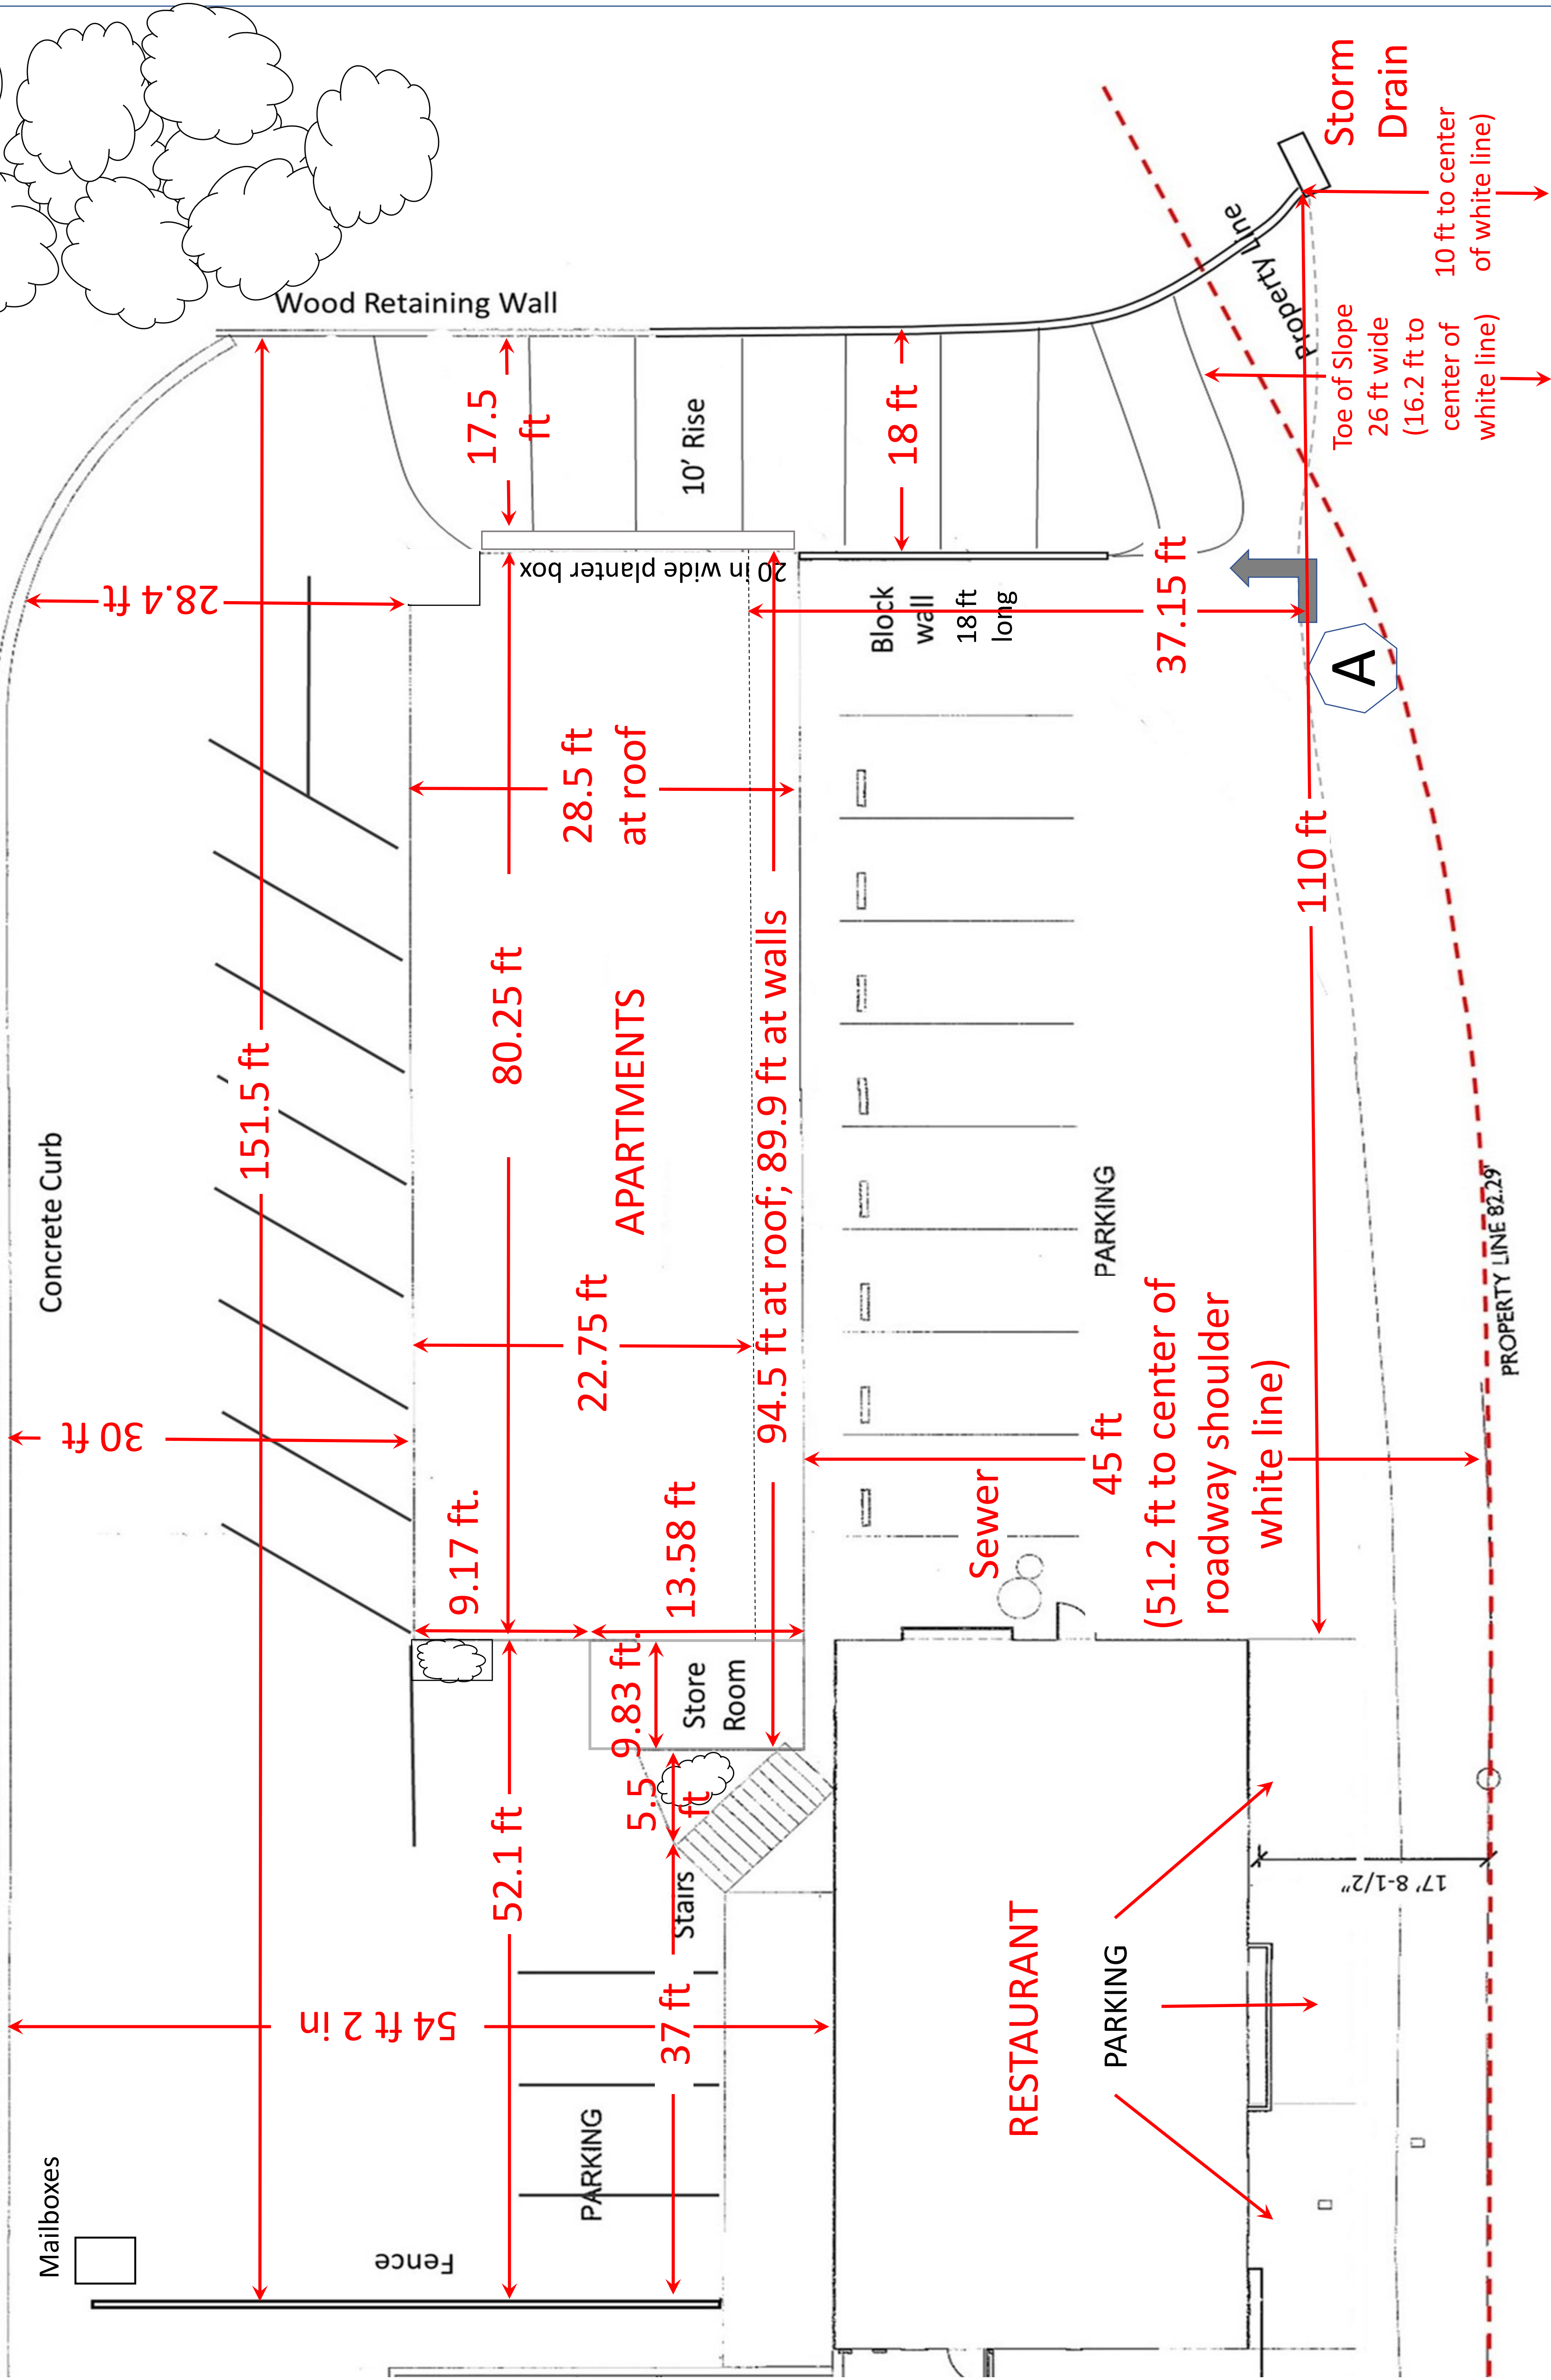 Storm
Drain
10 ft to center
of white line)
Wood Retaining Wall
Property Line
Toe of Slope
26 ft wide
(16.2 ft to
center of
white line)
17.5
ft
10' Rise
18 ft
28.4 ft
20 in wide planter box
Block
wall
18 ft
long
37.15 ft
A
28.5 ft
at roof
110 ft
80.25 ft
151.5 ft
APARTMENTS
94.5 ft at roof; 89.9 ft at walls
Concrete Curb
PARKING
PROPERTY LINE 82.29'
22.75 ft
30 ft
45 ft
(51.2 ft to center of
roadway shoulder
white line)
Sewer
9.17 ft.
13.58 ft
9.83 ft.
Store
Room
5.5
ft
52.1 ft
Stairs
17' 8-1/2"
RESTAURANT
PARKING
54 ft 2 in
37 ft
PARKING
Mailboxes
Fence